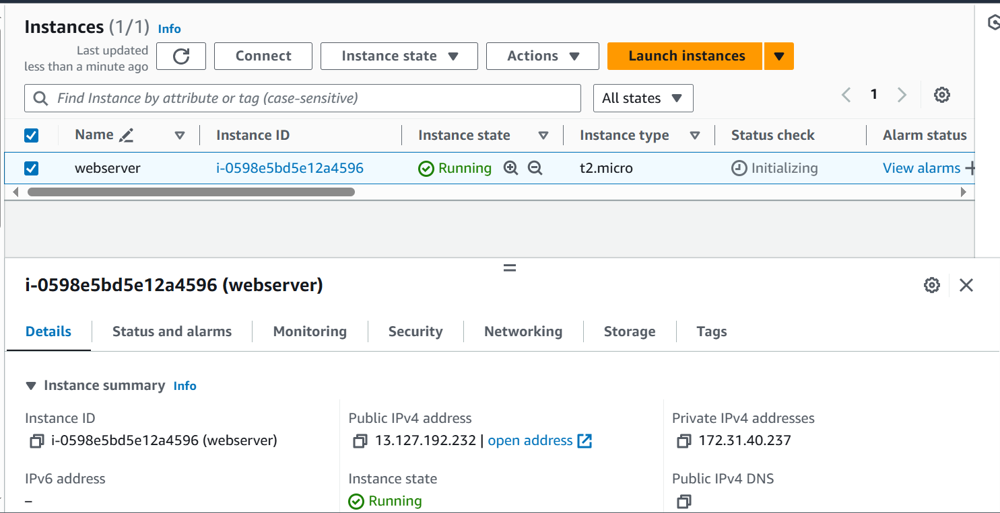 Instances (1/1) Info
Last updated
less than a minute ago
Connect
Instance state
Actions
Launch instances
Find Instance by attribute or tag (case-sensitive)
All states
1
Name
Instance ID
Instance state
Instance type
Status check
Alarm status
webserver
i-0598e5bd5e12a4596
Running
t2.micro
Initializing
View alarms +
i-0598e5bd5e12a4596 (webserver)
Details
Status and alarms
Monitoring
Security
Networking
Storage
Tags
Instance summary Info
Instance ID
i-0598e5bd5e12a4596 (webserver)
Public IPv4 address
13.127.192.232 | open address
Private IPv4 addresses
172.31.40.237
IPv6 address
–
Instance state
Running
Public IPv4 DNS